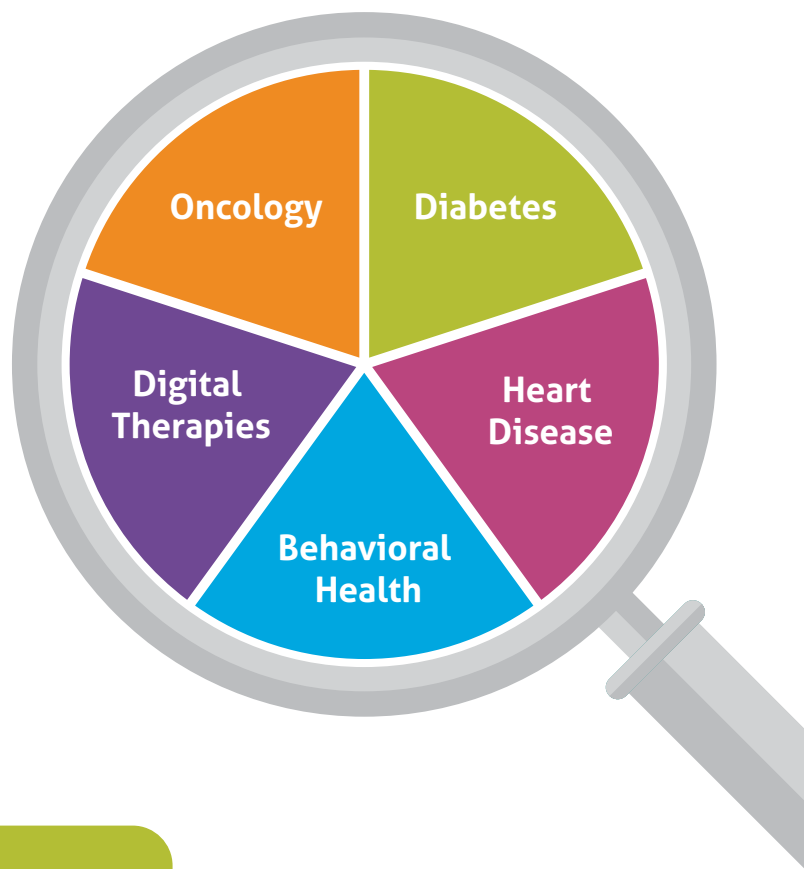 Oncology
Diabetes
Digital
Therapies
Heart
Disease
Behavioral
Health